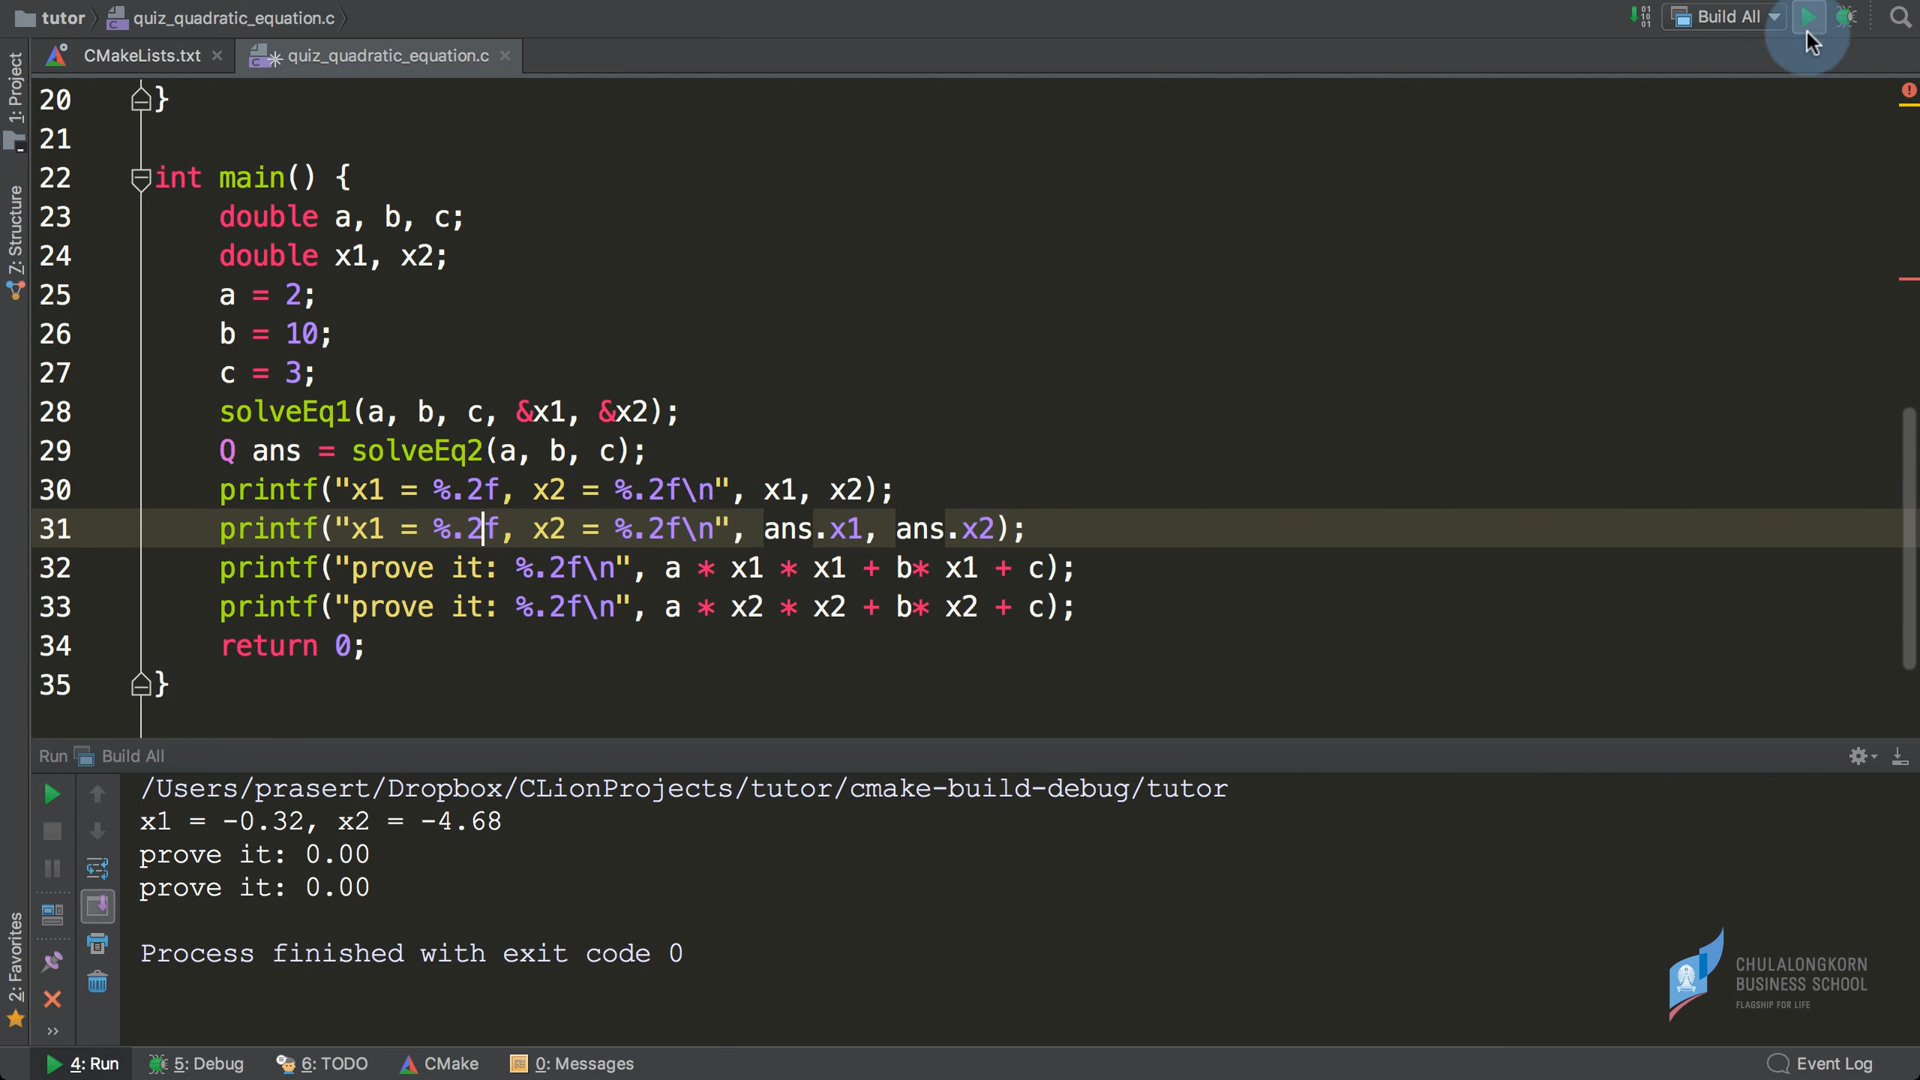 tutor quiz_quadratic_equation.c Build All
CMakeLists.txt quiz_quadratic_equation.c
1: Project
7: Structure
2: Favorites
20 }
21
22 int main() {
23 double a, b, c;
24 double x1, x2;
25 a = 2;
26 b = 10;
27 c = 3;
28 solveEq1(a, b, c, &x1, &x2);
29 Q ans = solveEq2(a, b, c);
30 printf("x1 = %.2f, x2 = %.2f\n", x1, x2);
31 printf("x1 = %.2f, x2 = %.2f\n", ans.x1, ans.x2);
32 printf("prove it: %.2f\n", a * x1 * x1 + b* x1 + c);
33 printf("prove it: %.2f\n", a * x2 * x2 + b* x2 + c);
34 return 0;
35 }
Run Build All
/Users/prasert/Dropbox/CLionProjects/tutor/cmake-build-debug/tutor
x1 = -0.32, x2 = -4.68
prove it: 0.00
prove it: 0.00
Process finished with exit code 0
CHULALONGKORN
BUSINESS SCHOOL
FLAGSHIP FOR LIFE
4: Run 5: Debug 6: TODO CMake 0: Messages Event Log